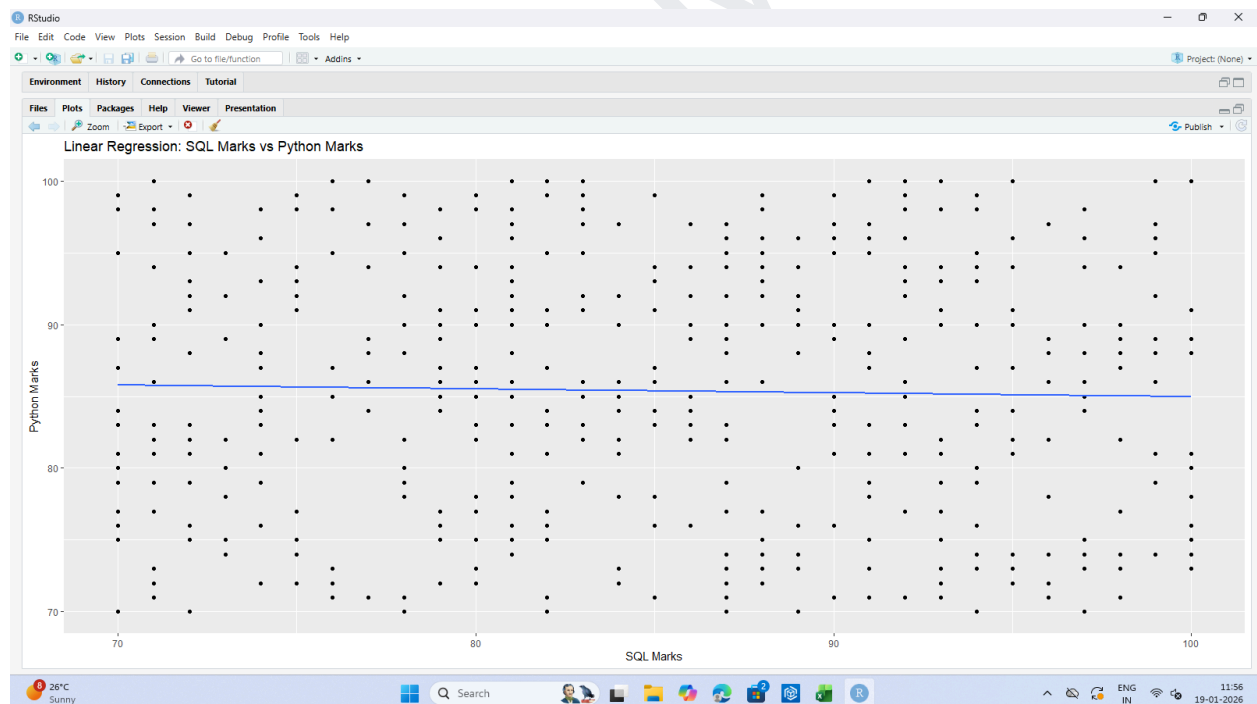 RStudio
File Edit Code View Plots Session Build Debug Profile Tools Help
Go to file/function
Addins
Project: (None)
Environment History Connections Tutorial
Files Plots Packages Help Viewer Presentation
Zoom Export Publish
Linear Regression: SQL Marks vs Python Marks
100
90
80
70
Python Marks
70 80 90 100
SQL Marks
8
26°C
Sunny
Search
2
R
ENG
IN
11:56
19-01-2026